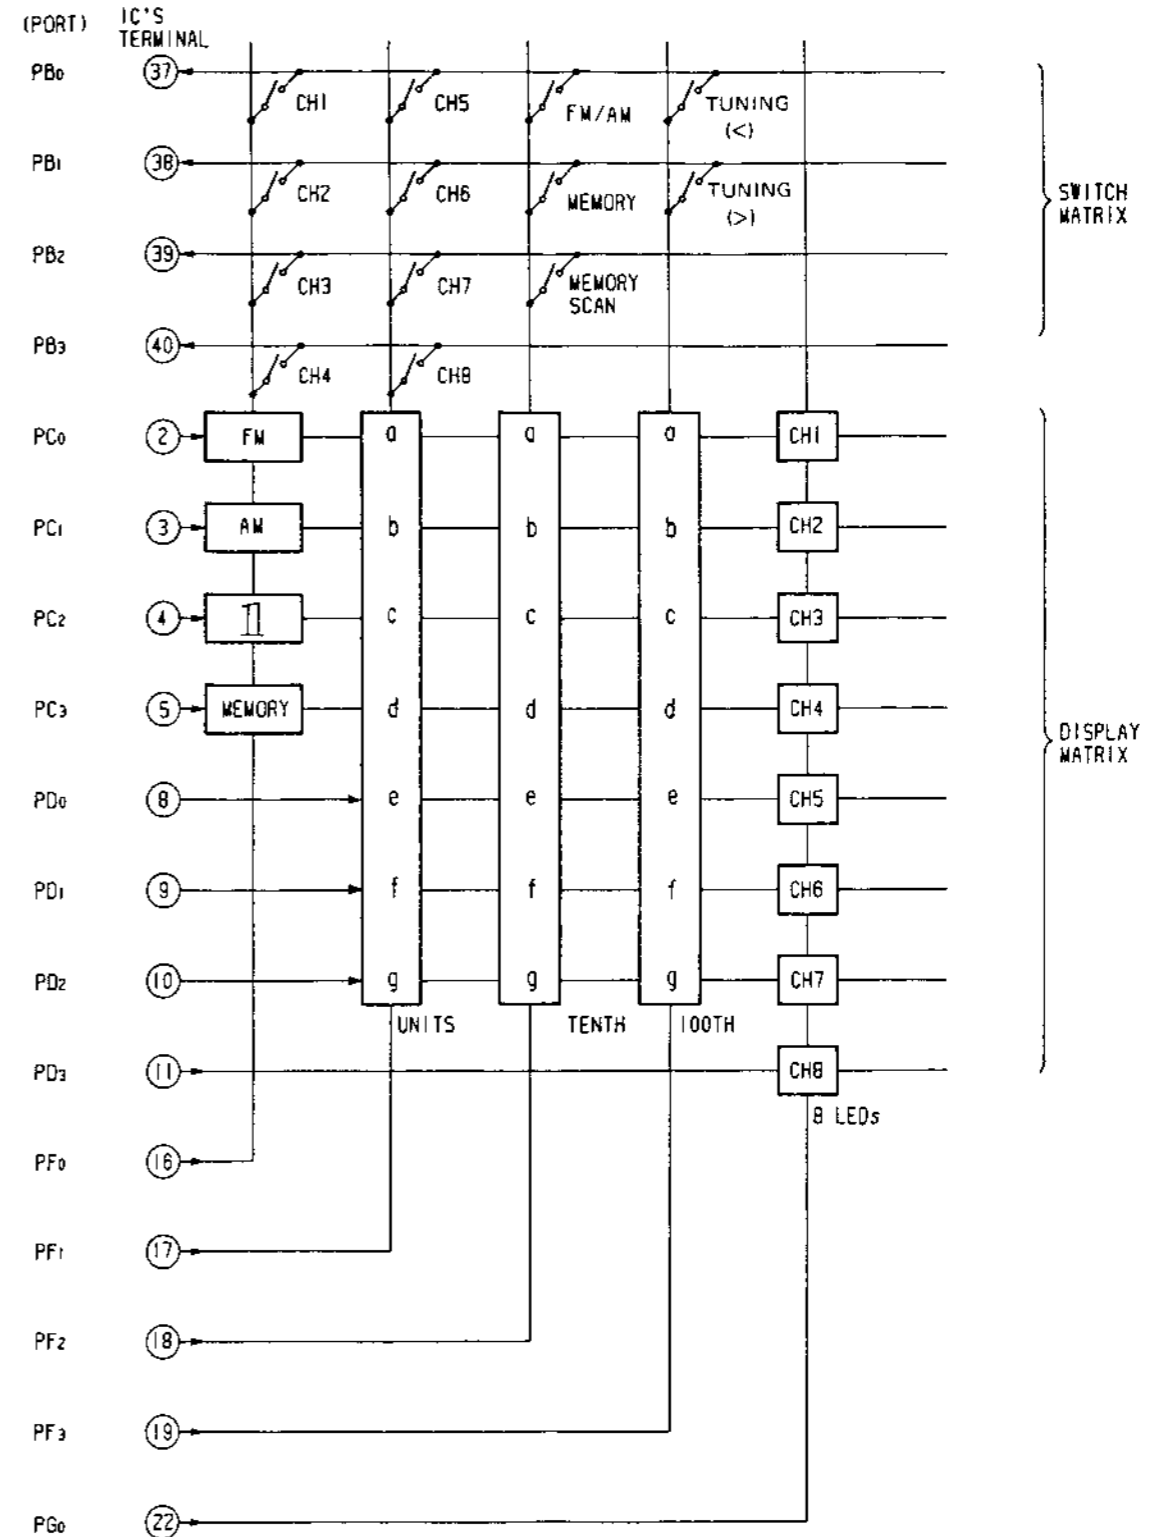 (PORT) IC'S
TERMINAL
PB0 37
CH1 CH5 FM/AM TUNING
(<)
PB1 38
CH2 CH6 MEMORY TUNING
(>)
SWITCH
MATRIX
PB2 39
CH3 CH7 MEMORY
SCAN
PB3 40
CH4 CH8
PC0 2 FM a a a CH1
PC1 3 AM b b b CH2
PC2 4 1 c c c CH3
PC3 5 MEMORY d d d CH4
DISPLAY
MATRIX
PD0 8 e e e CH5
PD1 9 f f f CH6
PD2 10 g g g CH7
UNITS TENTH 100TH
PD3 11 CH8
8 LEDs
PF0 16
PF1 17
PF2 18
PF3 19
PG0 22